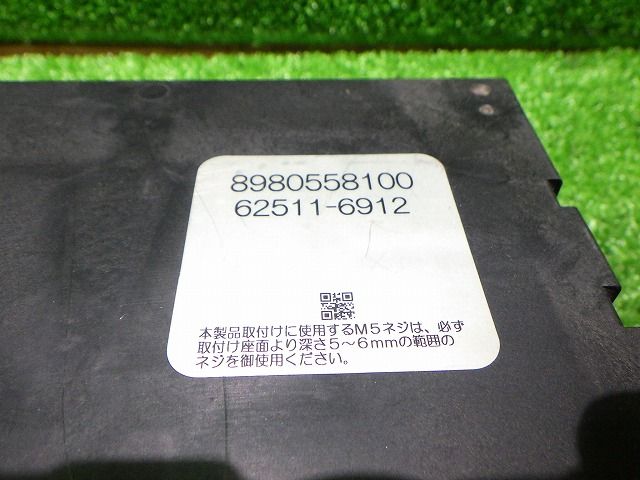 8980558100
62511-6912
本製品取付けに使用するM5ネジは、必ず
取付け座面より深さ5～6mmの範囲の
ネジを御使用ください。